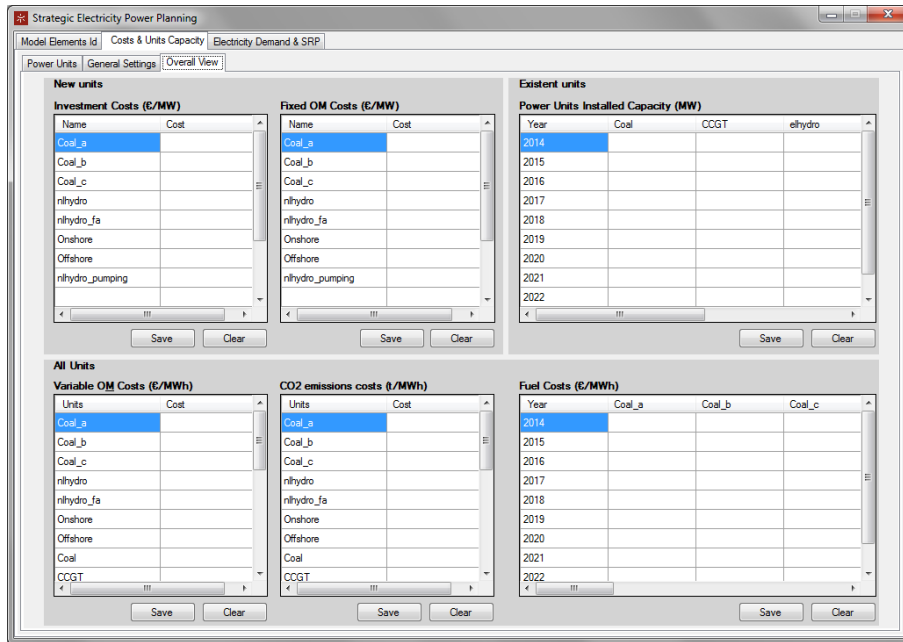 Strategic Electricity Power Planning
Model Elements Id Costs & Units Capacity Electricity Demand & SRP
Power Units General Settings Overall View
New units Existent units
Investment Costs (€/MW) Fixed OM Costs (€/MW) Power Units Installed Capacity (MW)
Name Cost Name Cost Year Coal CCGT elhydro
Coal_a Coal_a 2014
Coal_b Coal_b 2015
Coal_c Coal_c 2016
nlhydro nlhydro 2017
nlhydro_fa nlhydro_fa 2018
Onshore Onshore 2019
Offshore Offshore 2020
nlhydro_pumping nlhydro_pumping 2021
2022
Save Clear Save Clear Save Clear
All Units
Variable OM Costs (€/MWh) CO2 emissions costs (t/MWh) Fuel Costs (€/MWh)
Units Cost Units Cost Year Coal_a Coal_b Coal_c
Coal_a Coal_a 2014
Coal_b Coal_b 2015
Coal_c Coal_c 2016
nlhydro nlhydro 2017
nlhydro_fa nlhydro_fa 2018
Onshore Onshore 2019
Offshore Offshore 2020
Coal Coal 2021
CCGT CCGT 2022
Save Clear Save Clear Save Clear